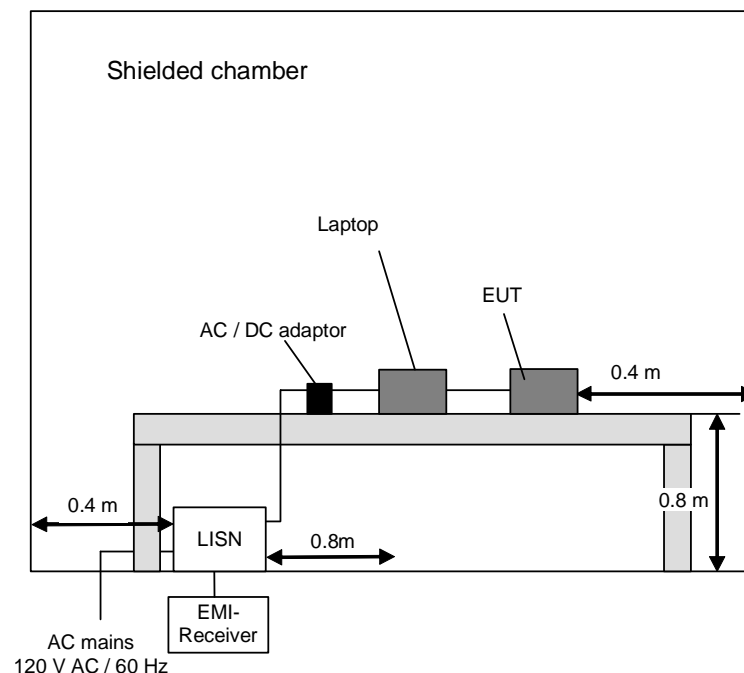 Shielded chamber
Laptop
EUT
AC / DC adaptor
0.4 m
0.4 m
0.8 m
LISN
0.8m
EMI-
Receiver
AC mains
120 V AC / 60 Hz